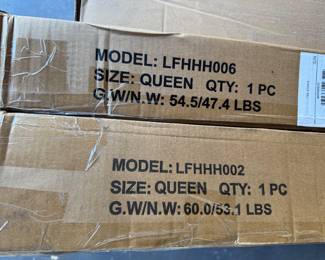 MODEL: LFHHH006
SIZE: QUEEN QTY: 1 PC
G.W/N.W: 54.5/47.4 LBS
MODEL: LFHHH002
SIZE: QUEEN QTY: 1 PC
G.W/N.W: 60.0/53.1 LBS